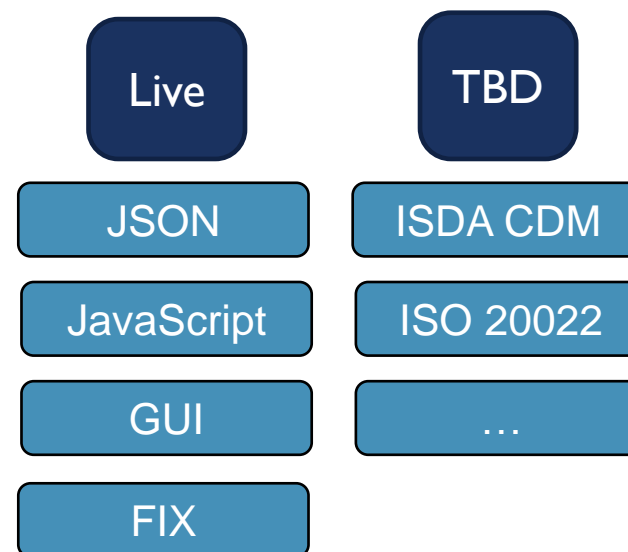 Live
JSON
JavaScript
GUI
FIX
TBD
ISDA CDM
ISO 20022
…